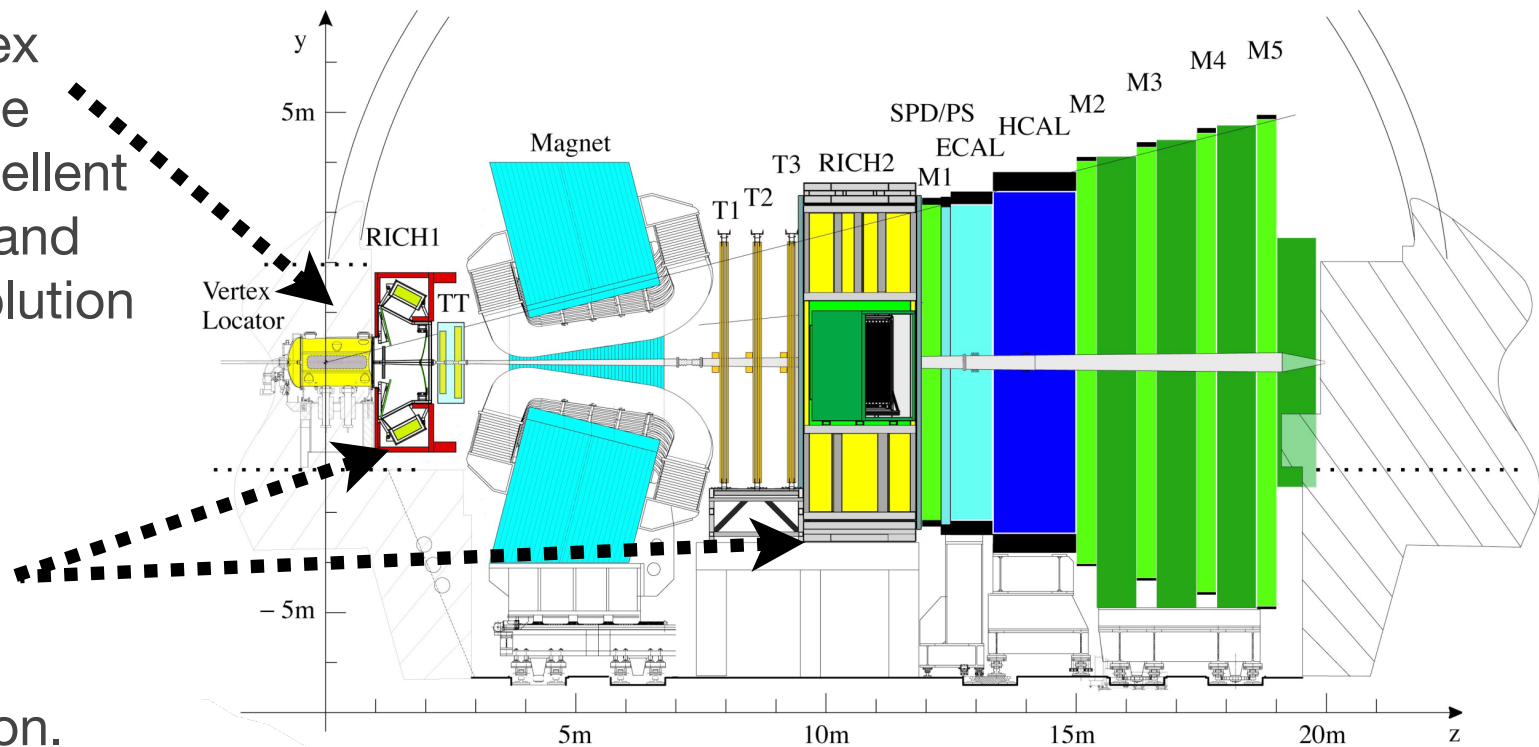 ex
e
ellent
and
olution
on.
y
5m
– 5m
Vertex
Locator
RICH1
TT
Magnet
T1
T2
T3
RICH2
M1
SPD/PS
ECAL
HCAL
M2
M3
M4
M5
5m
10m
15m
20m
z